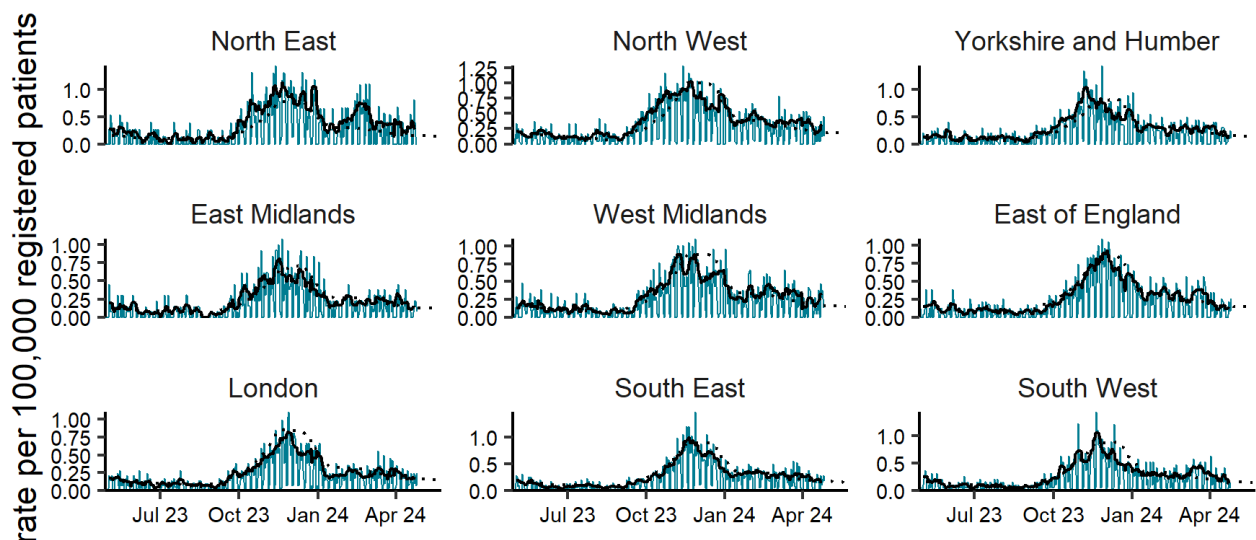 rate per 100,000 registered patients
North East
North West
Yorkshire and Humber
1.0
0.5
0.0
1.25
1.00
0.75
0.50
0.25
0.00
1.0
0.5
0.0
East Midlands
West Midlands
East of England
1.00
0.75
0.50
0.25
0.00
1.00
0.75
0.50
0.25
0.00
1.00
0.75
0.50
0.25
0.00
London
South East
South West
1.00
0.75
0.50
0.25
0.00
1.0
0.5
0.0
1.0
0.5
0.0
Jul 23 Oct 23 Jan 24 Apr 24
Jul 23 Oct 23 Jan 24 Apr 24
Jul 23 Oct 23 Jan 24 Apr 24